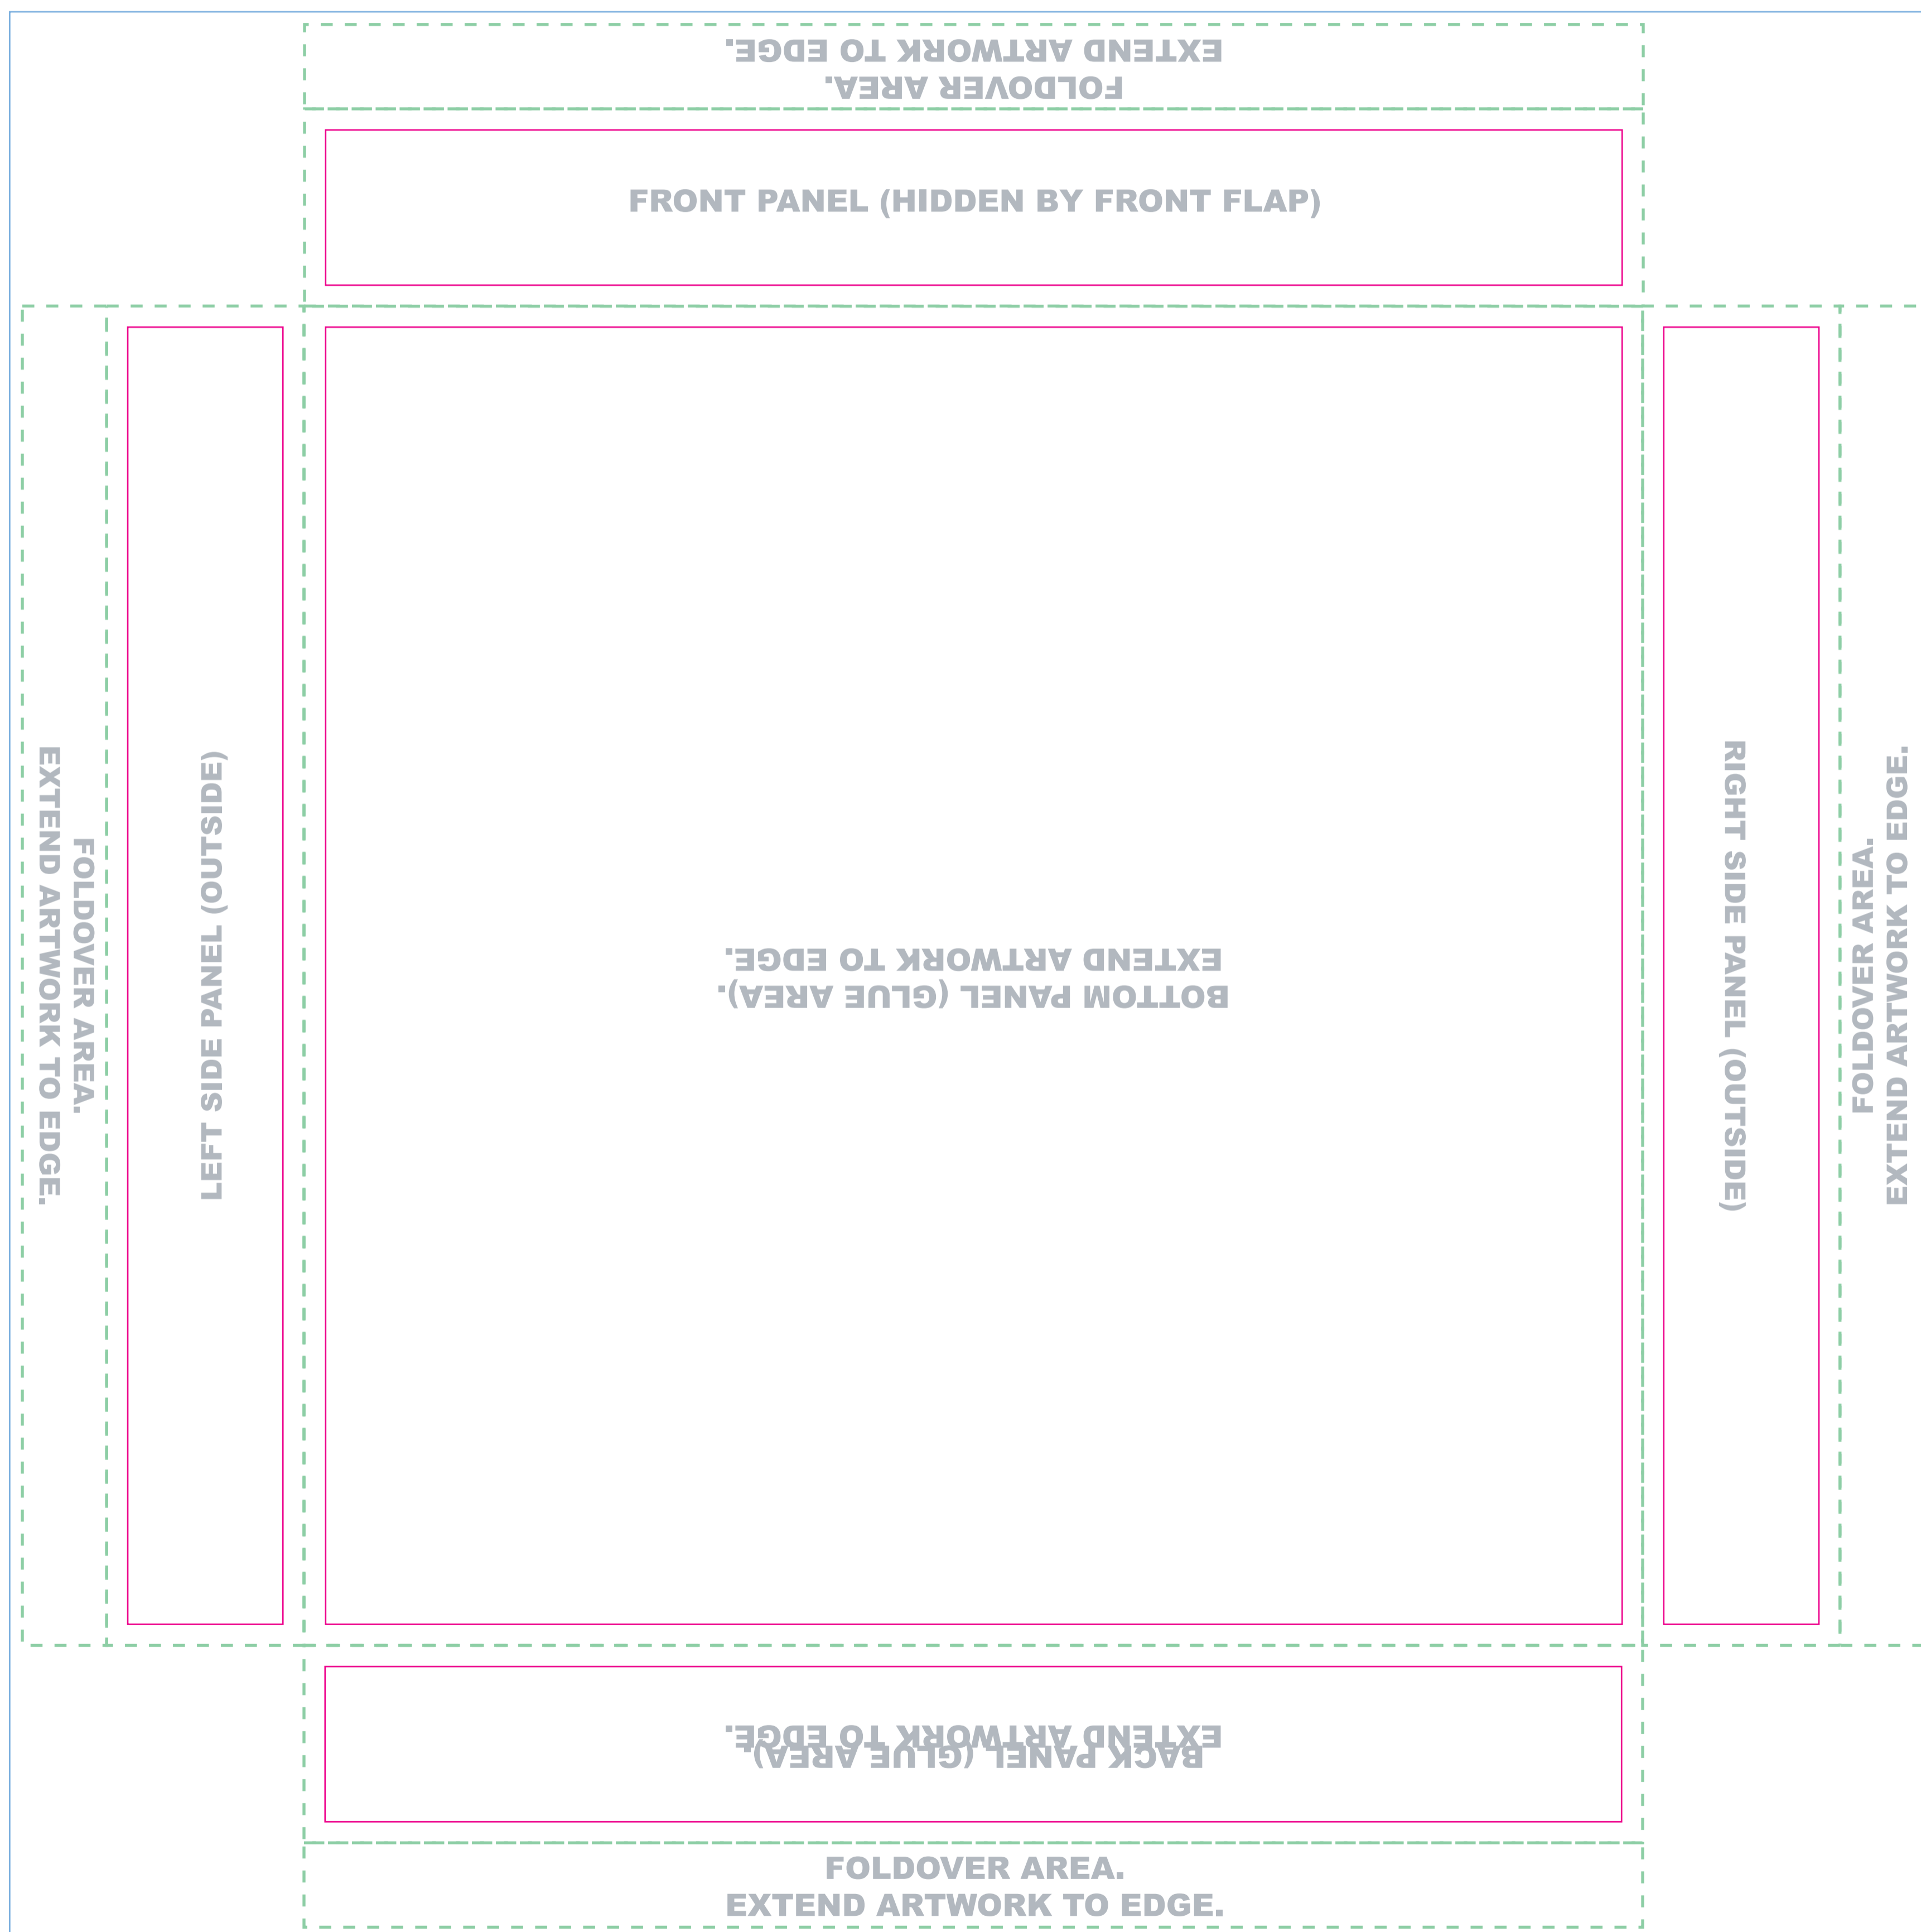 FOLDOVER AREA.
EXTEND ARTWORK TO EDGE.
FRONT PANEL (HIDDEN BY FRONT FLAP)
FOLDOVER AREA.
EXTEND ARTWORK TO EDGE.
LEFT SIDE PANEL (OUTSIDE)
BOTTOM PANEL (GLUE AREA).
EXTEND ARTWORK TO EDGE.
RIGHT SIDE PANEL (OUTSIDE)
FOLDOVER AREA.
EXTEND ARTWORK TO EDGE.
BACK PANEL (GLUE AREA).
EXTEND ARTWORK TO EDGE.
FOLDOVER AREA.
EXTEND ARTWORK TO EDGE.